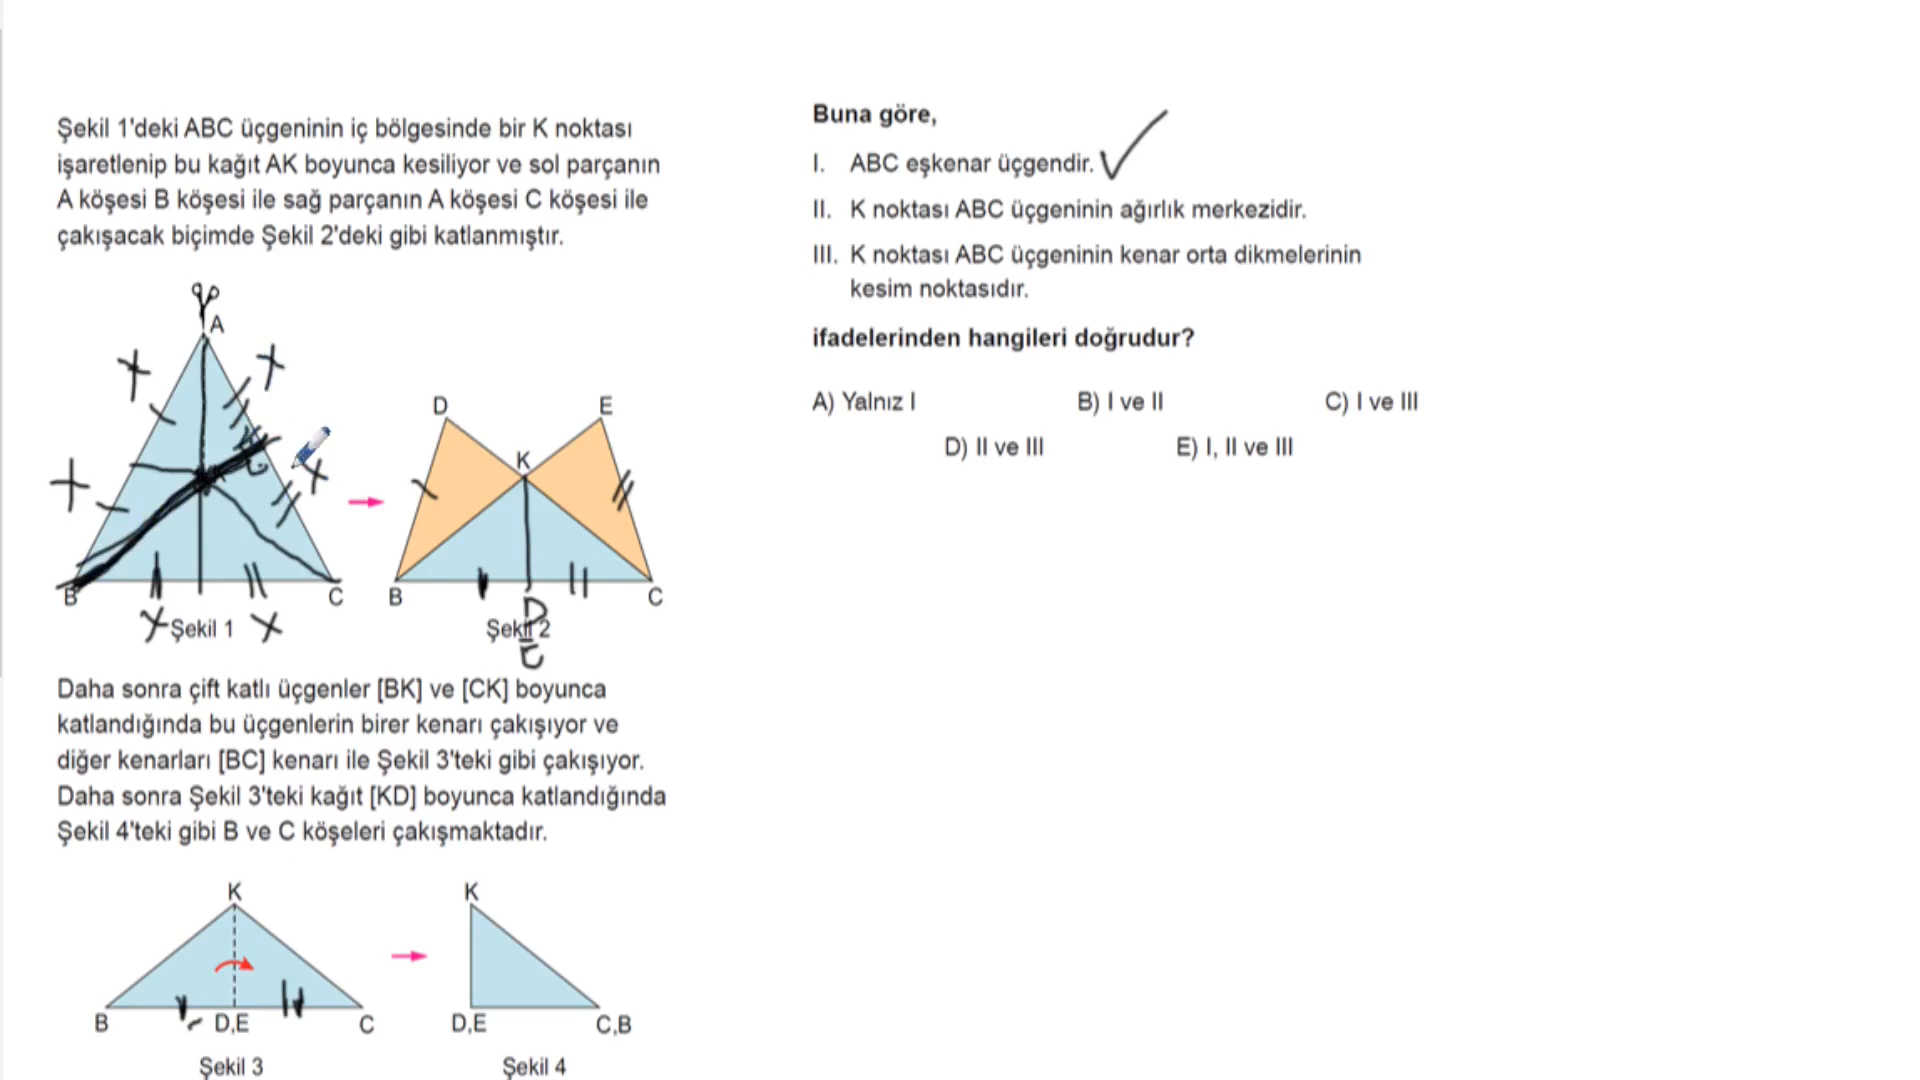 Şekil 1'deki ABC üçgeninin iç bölgesinde bir K noktası
işaretlenip bu kağıt AK boyunca kesiliyor ve sol parçanın
A köşesi B köşesi ile sağ parçanın A köşesi C köşesi ile
çakışacak biçimde Şekil 2'deki gibi katlanmıştır.
A
B
C
Şekil 1
D
E
K
B
C
D
E
Şekil 2
Daha sonra çift katlı üçgenler [BK] ve [CK] boyunca
katlandığında bu üçgenlerin birer kenarı çakışıyor ve
diğer kenarları [BC] kenarı ile Şekil 3'teki gibi çakışıyor.
Daha sonra Şekil 3'teki kağıt [KD] boyunca katlandığında
Şekil 4'teki gibi B ve C köşeleri çakışmaktadır.
K
B
D,E
C
Şekil 3
K
D,E
C,B
Şekil 4
Buna göre,
I. ABC eşkenar üçgendir.
II. K noktası ABC üçgeninin ağırlık merkezidir.
III. K noktası ABC üçgeninin kenar orta dikmelerinin
kesim noktasıdır.
ifadelerinden hangileri doğrudur?
A) Yalnız I B) I ve II C) I ve III
D) II ve III E) I, II ve III